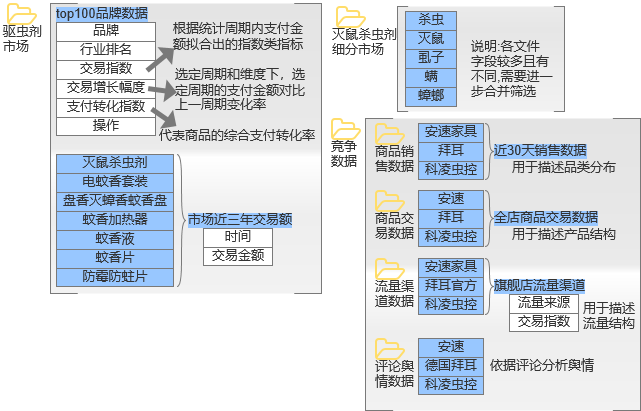 驱虫剂
市场
top100品牌数据
品牌
行业排名
交易指数
交易增长幅度
支付转化指数
操作
根据统计周期内支付金
额拟合出的指数类指标
选定周期和维度下，选
定周期的支付金额对比
上一周期变化率
代表商品的综合支付转化率
灭鼠杀虫剂
电蚊香套装
盘香灭蟑香蚊香盘
蚊香加热器
蚊香液
蚊香片
防霉防蛀片
市场近三年交易额
时间
交易金额
灭鼠杀虫剂
细分市场
杀虫
灭鼠
虱子
螨
蟑螂
说明:各文件
字段较多且有
不同,需要进一
步合并筛选
竞争
数据
商品销
售数据
安速家具
拜耳
科凌虫控
近30天销售数据
用于描述品类分布
商品交
易数据
安速
拜耳
科凌虫控
全店商品交易数据
用于描述产品结构
流量渠
道数据
安速家具
拜耳官方
科凌虫控
旗舰店流量渠道
流量来源
交易指数
用于描述
流量结构
评论舆
情数据
安速
德国拜耳
科凌虫控
依据评论分析舆情